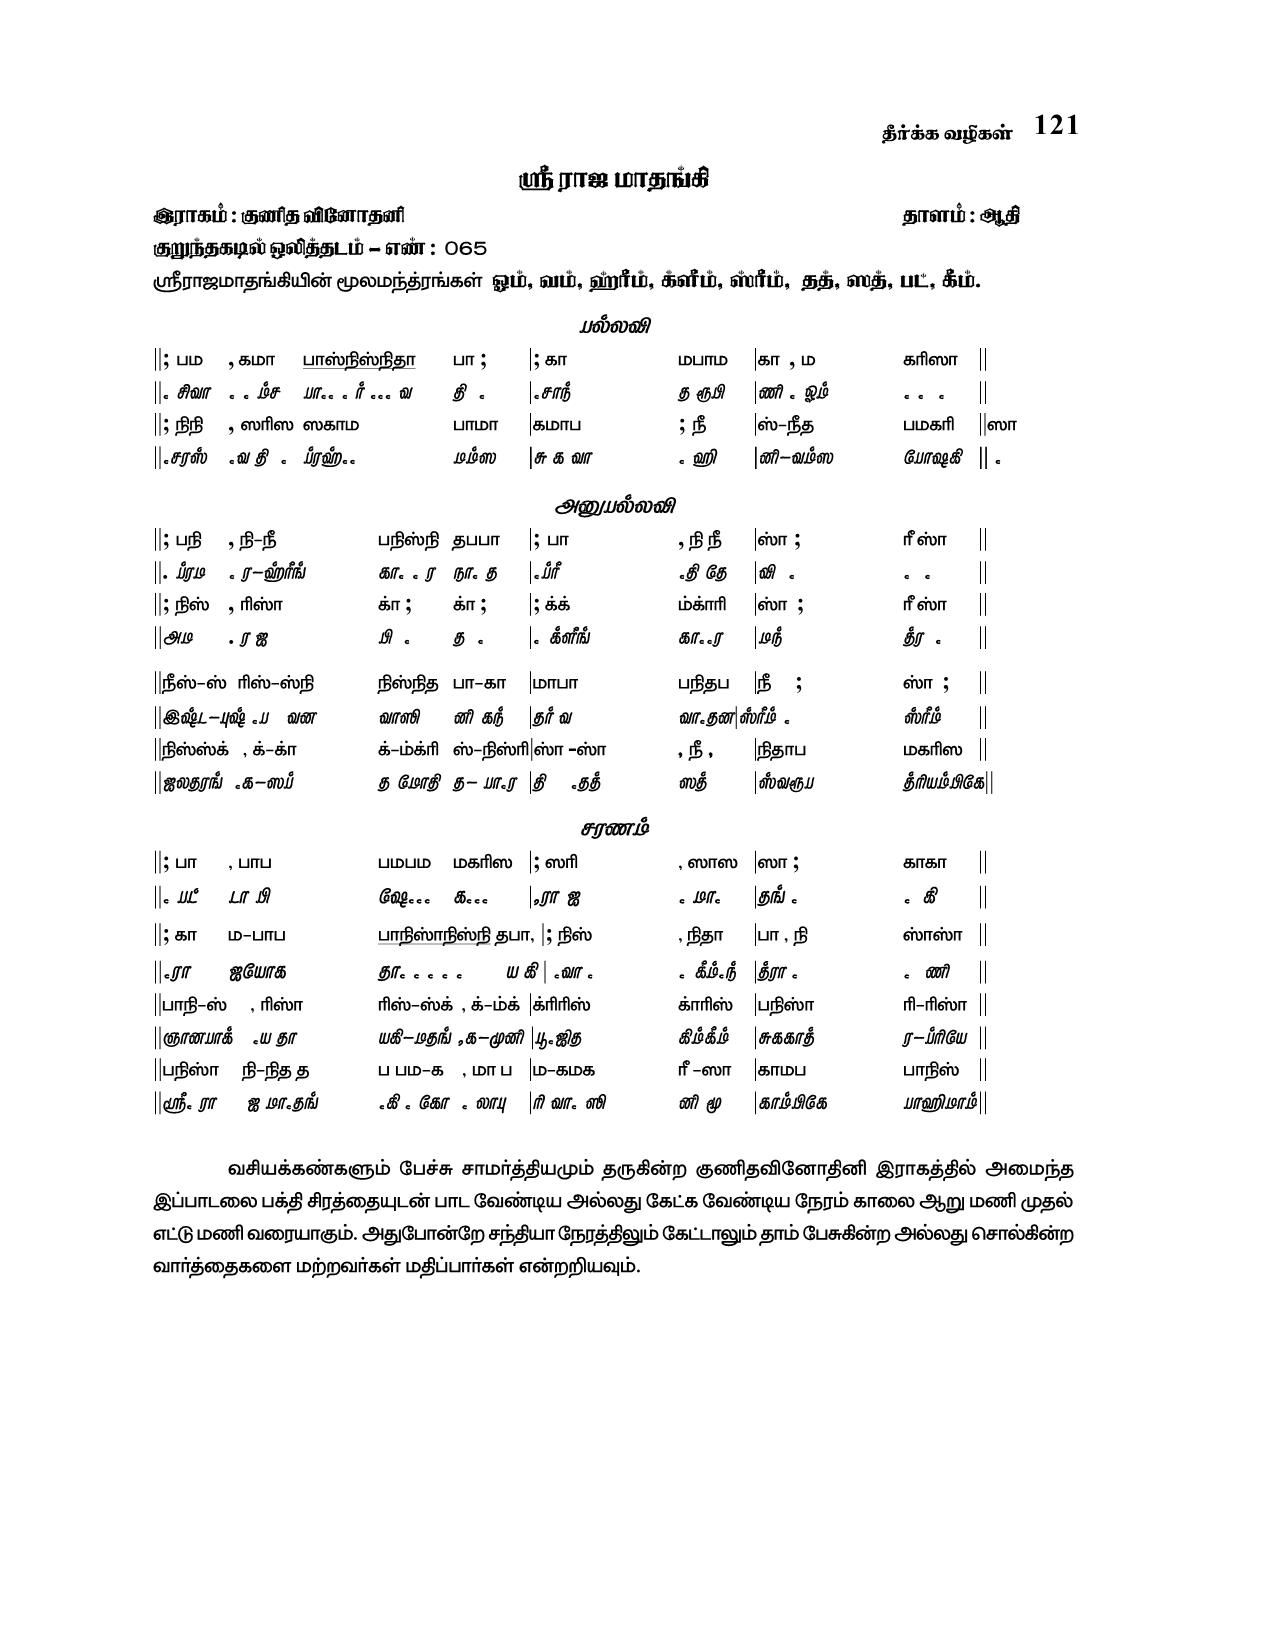 தீர்க்க வழிகள் 121
ஸ்ரீ ராஜ மாதங்கி
இராகம் : குணித வினோதனி தாளம் : ஆதி
குறுந்தகடில் ஒலித்தடம் – எண் : 065
ஸ்ரீராஜமாதங்கியின் மூலமந்த்ரங்கள் ஓம், வம், ஹ்ரீம், க்ளீம், ஸ்ரீம், தத், ஸத், பட், கீம்.
பல்லவி
||; பம , கமா பாஸ்நிஸ்நிதா பா ; |; கா மபாம |கா , ம கரிஸா ||
||. சிவா . . ம்ச பா.. . ர் ... வ தி . |.சாந் த ரூபி |ணி . ஓம் . . . ||
||; நிநி , ஸரிஸ ஸகாம பாமா |கமாப ; நீ |ஸ்-நீத பமகரி ||ஸா
||.சரஸ் .வ தி . ப்ரஹ்.. மம்ஸ |சு க வா . ஹி |னி–வம்ஸ போஷகி || .
அனுபல்லவி
||; பநி , நி-நீ பநிஸ்நி தபபா |; பா , நி நீ |ஸ்ா ; ரீ ஸ்ா ||
||. ப்ரம . ர–ஹ்ரீங் கா. . ர நா. த |.ப்ரீ .தி தே |வி . . . ||
||; நிஸ் , ரிஸ்ா க்ா ; க்ா ; |; க்க் ம்க்ாரி |ஸ்ா ; ரீ ஸ்ா ||
||அம . ர ஜ பி . த . |. க்ளீங் கா..ர |மந் த்ர . ||
||நீஸ்-ஸ் ரிஸ்-ஸ்நி நிஸ்நித பா-கா |மாபா பநிதப |நீ ; ஸ்ா ; ||
||இஷ்ட–புஷ் .ப வன வாஸி னி கந் |தர் வ வா.தன|ஸ்ரீம் . ஸ்ரீம் ||
||நிஸ்ஸ்க் , க்-க்ா க்-ம்க்ரி ஸ்-நிஸ்ரி|ஸ்ா -ஸ்ா , நீ , |நிதாப மகரிஸ ||
||ஜலதரங் .க–ஸப் த மோதி த– பா.ர |தி .தத் ஸத் |ஸ்வரூப த்ரியம்பிகே||
சரணம்
||; பா , பாப பமபம மகரிஸ |; ஸரி , ஸாஸ |ஸா ; காகா ||
||. பட் டா பி ஷே... க... |,ரா ஜ . மா. |தங் . . கி ||
||; கா ம-பாப பாநிஸ்ாநிஸ்நி தபா, |; நிஸ் , நிதா |பா , நி ஸ்ாஸ்ா ||
||.ரா ஜயோக தா. . . . . ய கி | .வா . . கீம்.ந் |த்ரா . . ணி ||
||பாநி-ஸ் , ரிஸ்ா ரிஸ்-ஸ்க் , க்-ம்க் |க்ரிரிஸ் க்ாரிஸ் |பநிஸ்ா ரி-ரிஸ்ா ||
||ஞானபாக் .ய தா யகி–மதங் ,க–முனி |பூ.ஜித கிம்கீம் |சுககாத் ர–ப்ரியே ||
||பநிஸ்ா நி-நித த ப பம-க , மா ப |ம-கமக ரீ -ஸா |காமப பாநிஸ் ||
||ஸ்ரீ. ரா ஜ மா.தங் .கி . கோ . லாபு |ரி வா. ஸி னி மூ |காம்பிகே பாஹிமாம்||
வசியக்கண்களும் பேச்சு சாமர்த்தியமும் தருகின்ற குணிதவினோதினி இராகத்தில் அமைந்த
இப்பாடலை பக்தி சிரத்தையுடன் பாட வேண்டிய அல்லது கேட்க வேண்டிய நேரம் காலை ஆறு மணி முதல்
எட்டு மணி வரையாகும். அதுபோன்றே சந்தியா நேரத்திலும் கேட்டாலும் தாம் பேசுகின்ற அல்லது சொல்கின்ற
வார்த்தைகளை மற்றவர்கள் மதிப்பார்கள் என்றறியவும்.